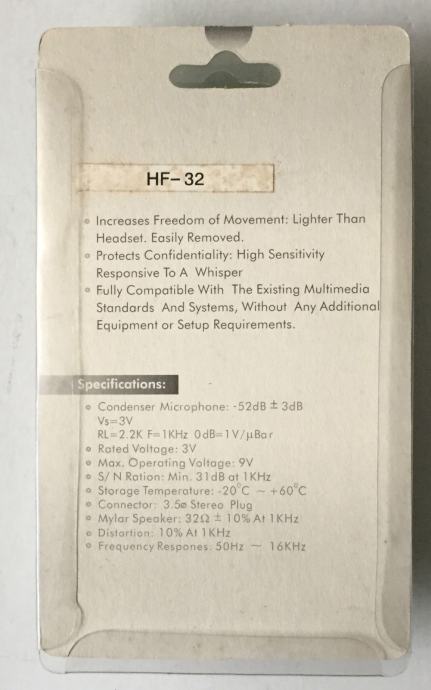 HF-32
Increases Freedom of Movement: Lighter Than
Headset. Easily Removed.
Protects Confidentiality: High Sensitivity
Responsive To A Whisper
Fully Compatible With The Existing Multimedia
Standards And Systems, Without Any Additional
Equipment or Setup Requirements.
Specifications:
Condenser Microphone: -52dB ± 3dB
Vs=3V
RL=2.2K F=1KHz 0dB=1V/μBar
Rated Voltage: 3V
Max. Operating Voltage: 9V
S/N Ration: Min. 31dB at 1KHz
Storage Temperature: -20°C ~ +60°C
Connector: 3.5ø Stereo Plug
Mylar Speaker: 32Ω ± 10% At 1KHz
Distortion: 10% At 1KHz
Frequency Respones: 50Hz ~ 16KHz